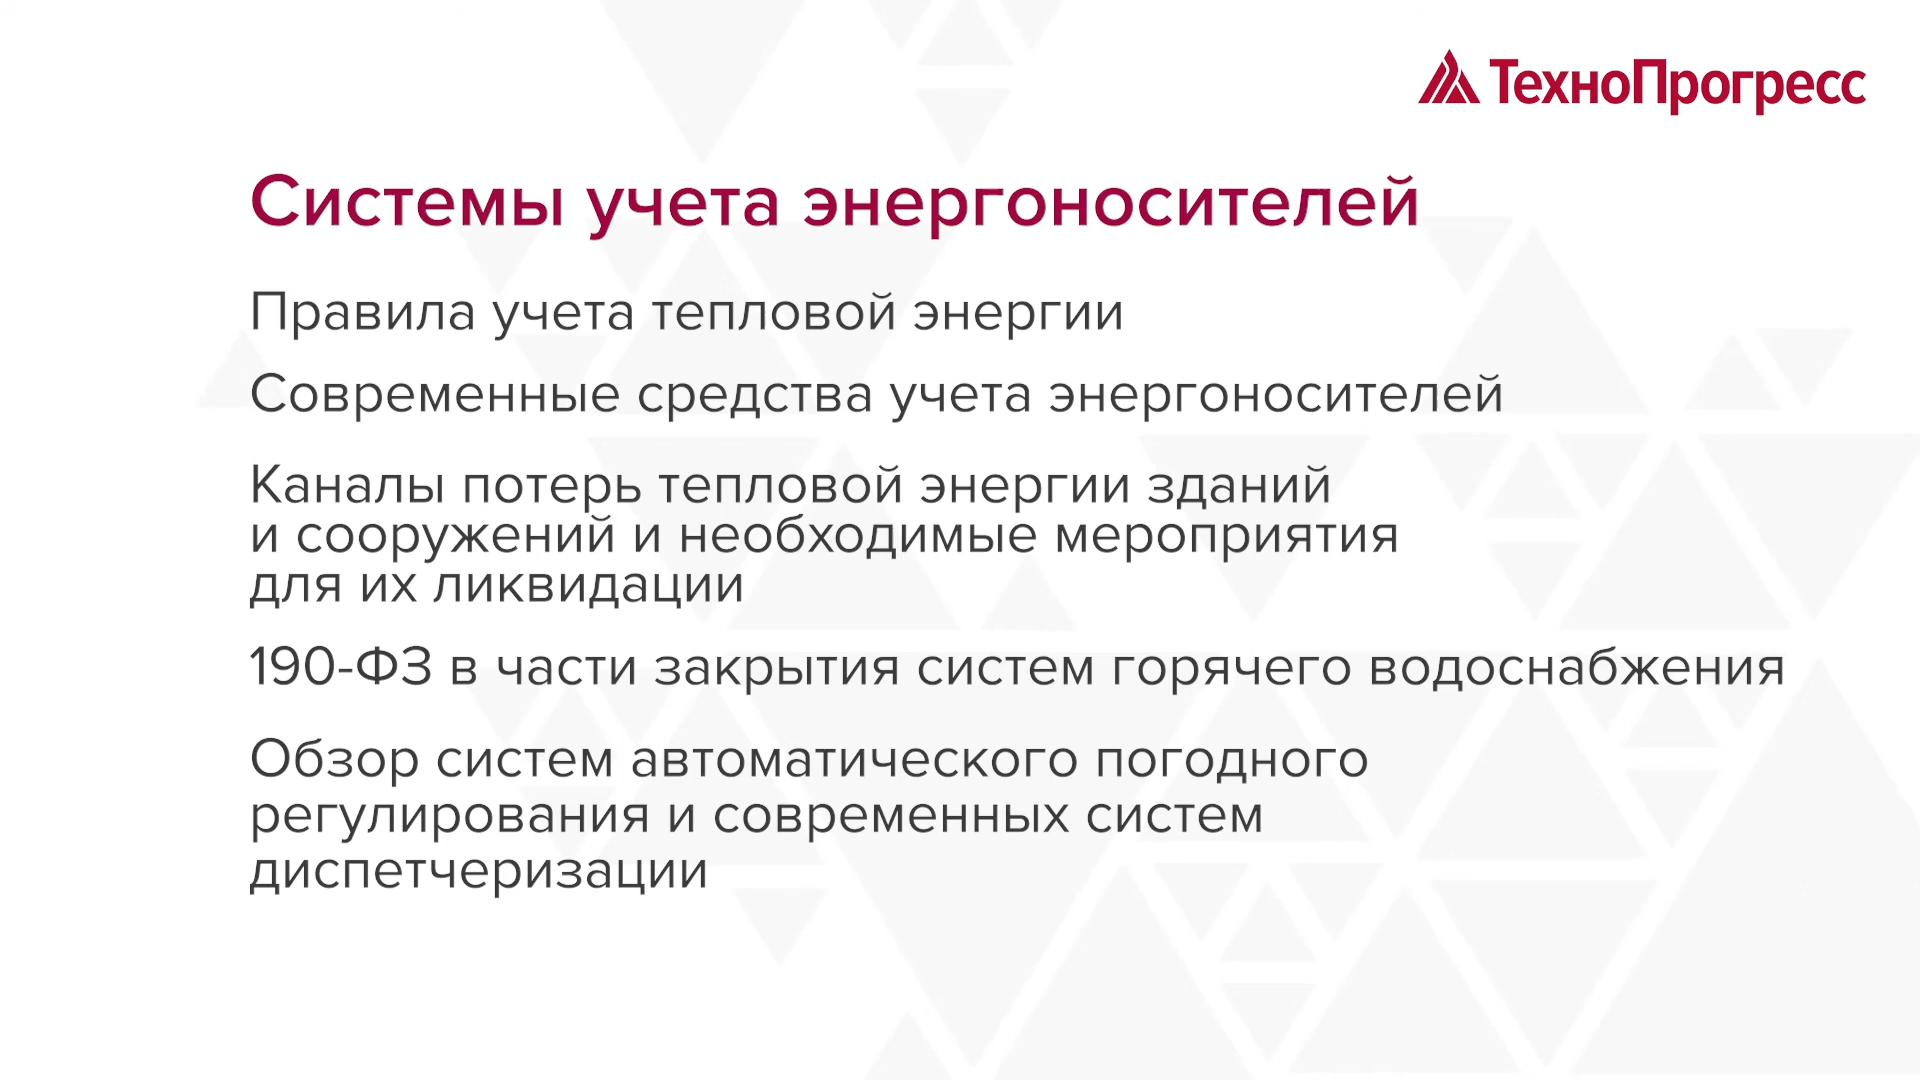 ТехноПрогресс
Системы учета энергоносителей
Правила учета тепловой энергии
Современные средства учета энергоносителей
Каналы потерь тепловой энергии зданий
и сооружений и необходимые мероприятия
для их ликвидации
190-ФЗ в части закрытия систем горячего водоснабжения
Обзор систем автоматического погодного
регулирования и современных систем
диспетчеризации